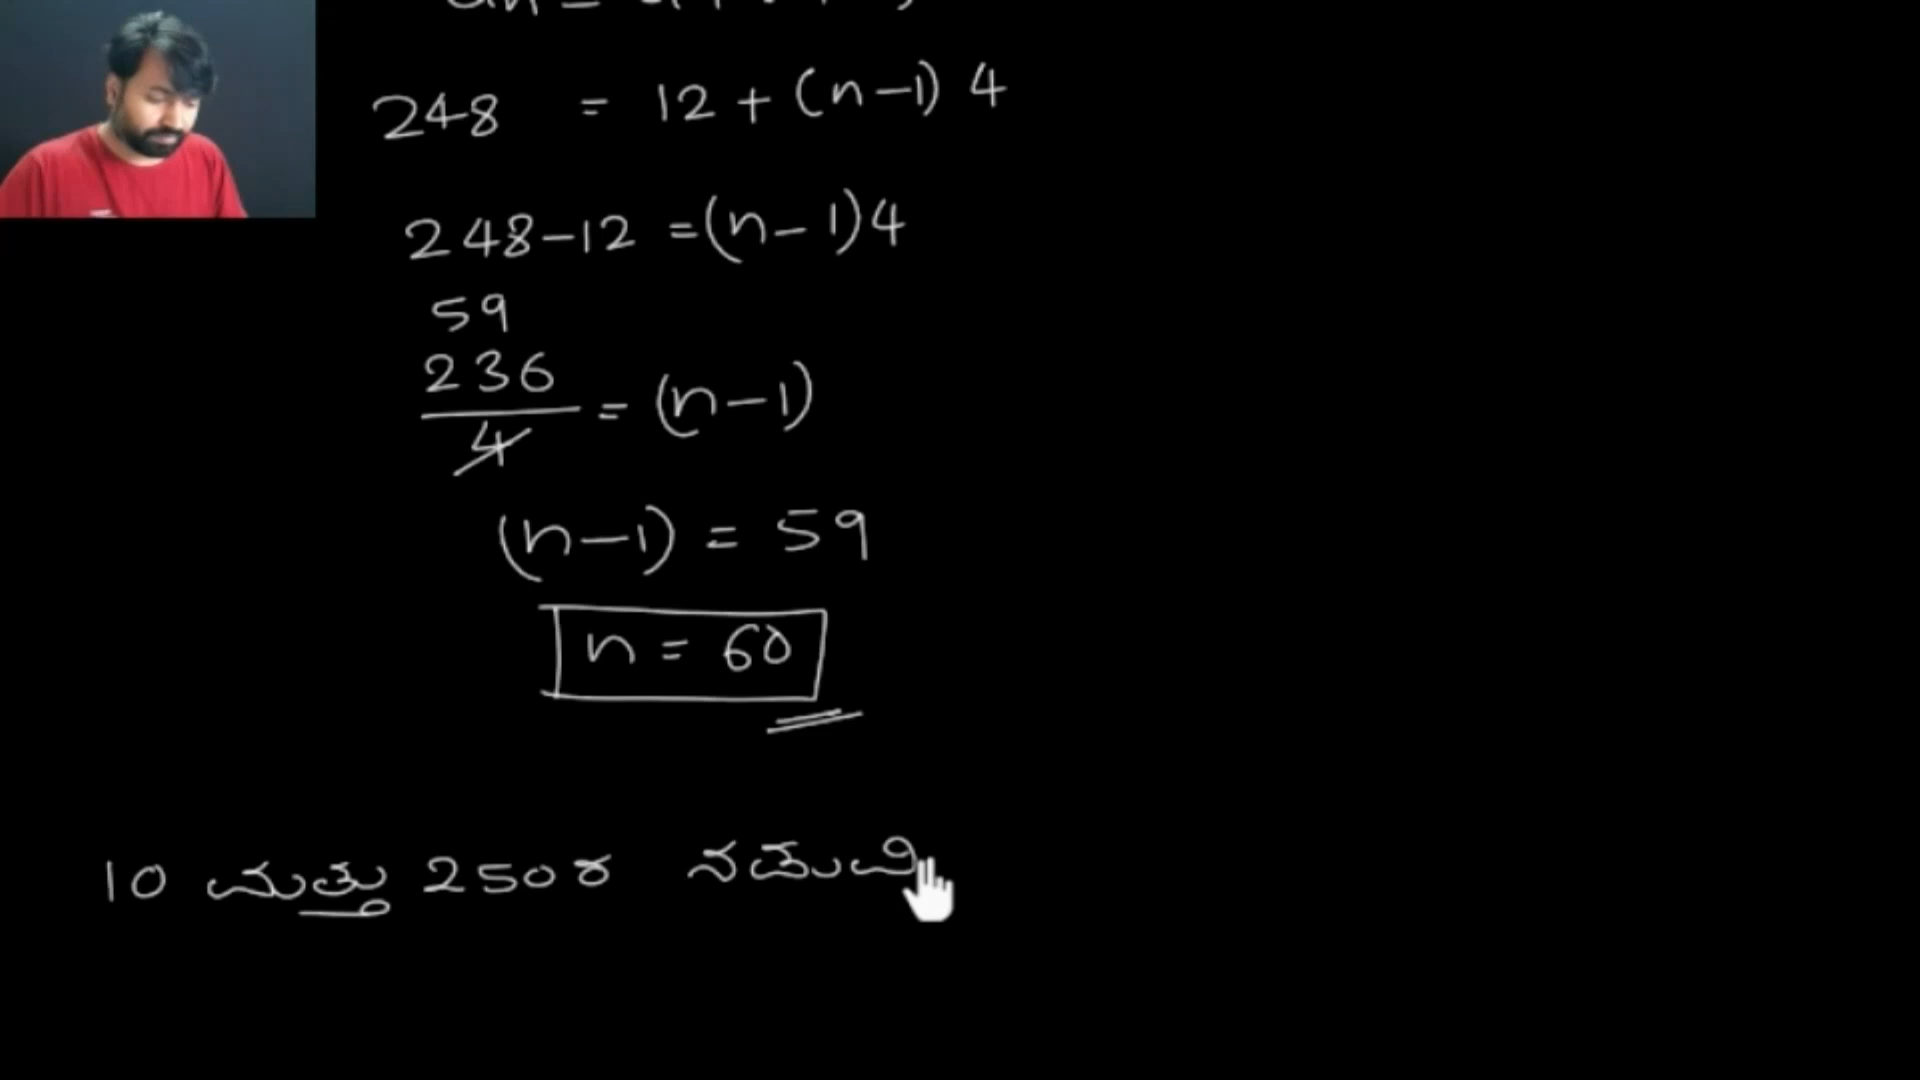 248 = 12 + (n-1) 4
248-12 = (n-1)4
59
236/4 = (n-1)
(n-1) = 59
n = 60
10 ಮತ್ತು 250ರ ನಡುವಿ